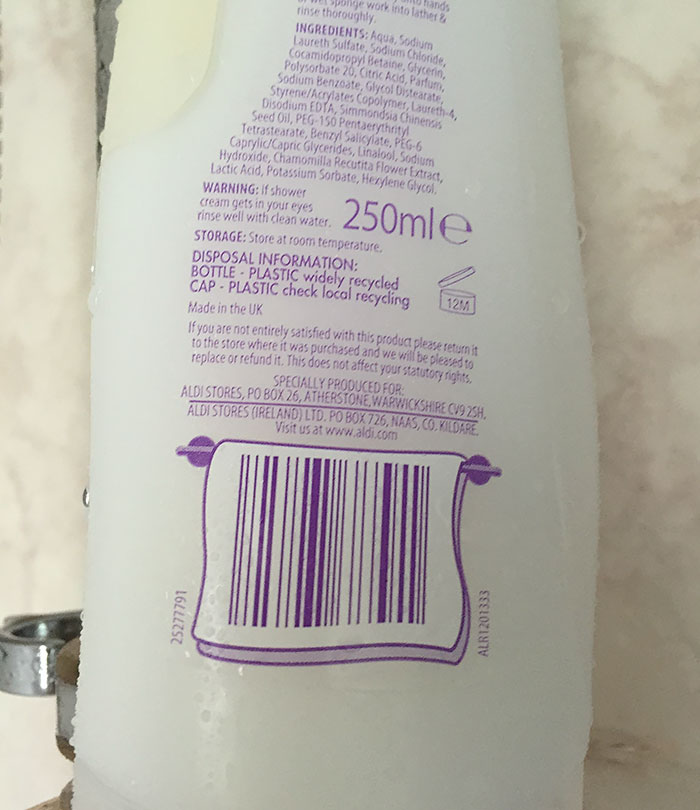 hands
wet sponge work into lather &
rinse thoroughly.
INGREDIENTS: Aqua, Sodium
Laureth Sulfate, Sodium Chloride,
Cocamidopropyl Betaine, Glycerin,
Polysorbate 20, Citric Acid, Parfum,
Sodium Benzoate, Glycol Distearate,
Styrene/Acrylates Copolymer, Laureth-4,
Disodium EDTA, Simmondsia Chinensis
Seed Oil, PEG-150 Pentaerythrityl
Tetrastearate, Benzyl Salicylate, PEG-6
Caprylic/Capric Glycerides, Linalool, Sodium
Hydroxide, Chamomilla Recutita Flower Extract,
Lactic Acid, Potassium Sorbate, Hexylene Glycol.
WARNING: If shower
cream gets in your eyes
rinse well with clean water.
250ml e
STORAGE: Store at room temperature.
DISPOSAL INFORMATION:
BOTTLE - PLASTIC widely recycled
CAP - PLASTIC check local recycling
12M
Made in the UK
If you are not entirely satisfied with this product please return it
to the store where it was purchased and we will be pleased to
replace or refund it. This does not affect your statutory rights.
SPECIALLY PRODUCED FOR:
ALDI STORES, PO BOX 26, ATHERSTONE, WARWICKSHIRE CV9 2SH.
ALDI STORES (IRELAND) LTD. PO BOX 726, NAAS, CO. KILDARE.
Visit us at www.aldi.com
25277791
ALR1201333